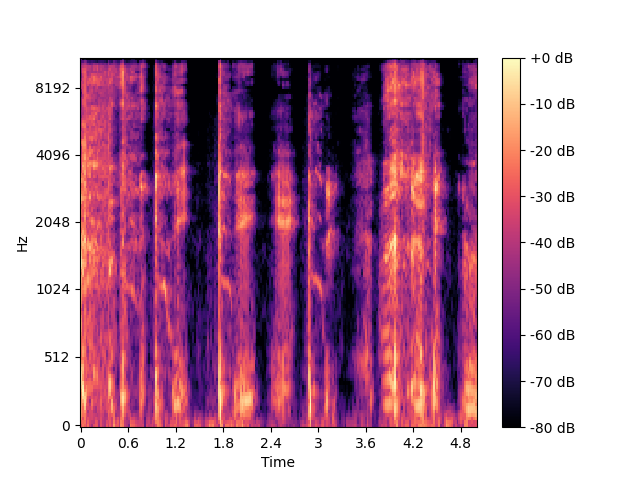 +0 dB
8192
-10 dB
4096
-20 dB
-30 dB
2048
-40 dB
Hz
1024
-50 dB
-60 dB
512
-70 dB
0
-80 dB
0 0.6 1.2 1.8 2.4 3 3.6 4.2 4.8
Time